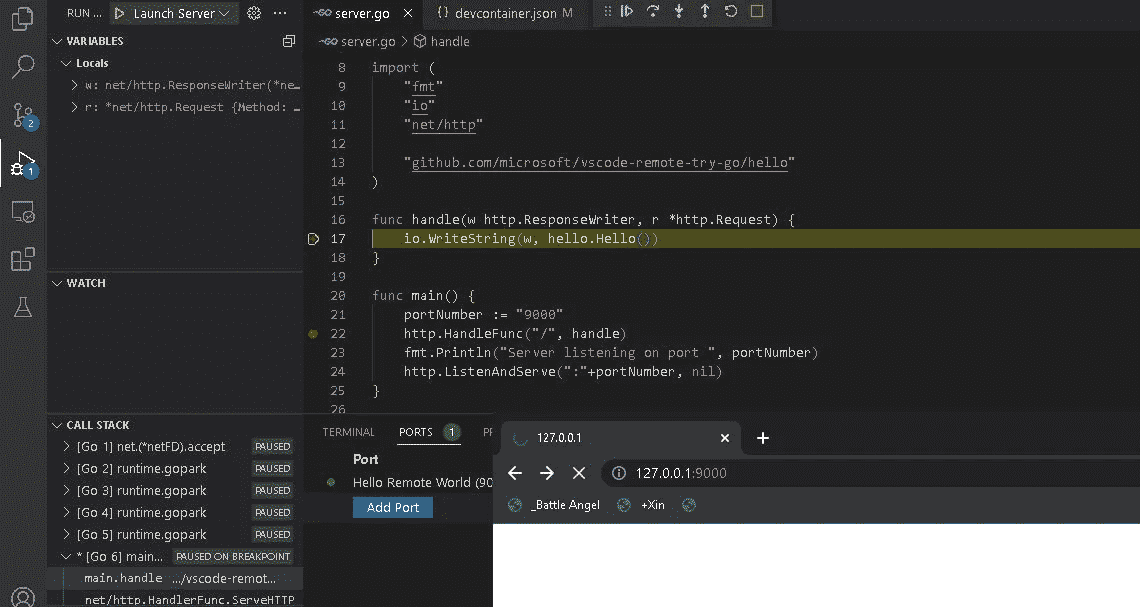 RUN ... Launch Server ...
VARIABLES
Locals
w: net/http.ResponseWriter(*ne…
r: *net/http.Request {Method: …
WATCH
CALL STACK
[Go 1] net.(*netFD).accept PAUSED
[Go 2] runtime.gopark PAUSED
[Go 3] runtime.gopark PAUSED
[Go 4] runtime.gopark PAUSED
[Go 5] runtime.gopark PAUSED
* [Go 6] main... PAUSED ON BREAKPOINT
main.handle .../vscode-remot...
net/http.HandlerFunc.ServeHTTP
2
1
server.go {} devcontainer.json M
server.go > handle
8 import (
9 "fmt"
10 "io"
11 "net/http"
12
13 "github.com/microsoft/vscode-remote-try-go/hello"
14 )
15
16 func handle(w http.ResponseWriter, r *http.Request) {
17 io.WriteString(w, hello.Hello())
18 }
19
20 func main() {
21 portNumber := "9000"
22 http.HandleFunc("/", handle)
23 fmt.Println("Server listening on port ", portNumber)
24 http.ListenAndServe(":"+portNumber, nil)
25 }
26
TERMINAL PORTS 1 PR
Port
Hello Remote World (90
Add Port
127.0.0.1
127.0.0.1:9000
_Battle Angel +Xin